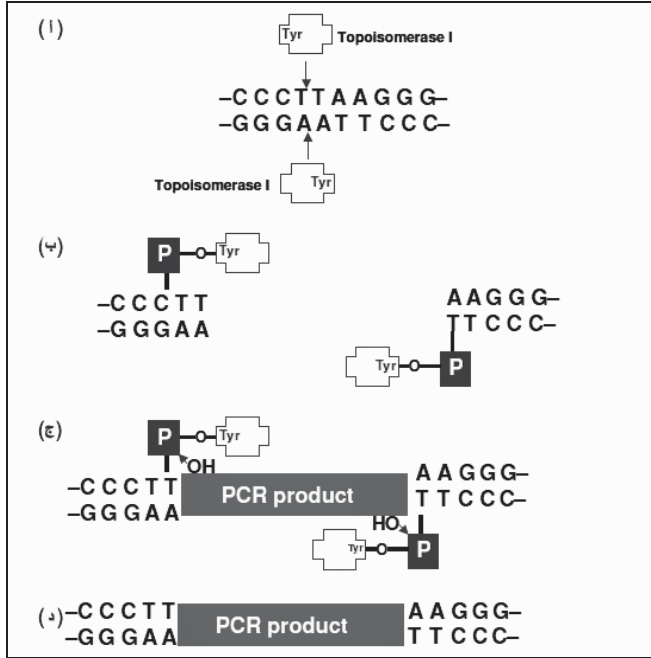 (أ)
Tyr Topoisomerase I
–CCCTTAAGGG–
–GGGAATTCCC–
Topoisomerase I Tyr
(ب)
P –O– Tyr
–CCCTT
–GGGAA
AAGGG–
TTCCC–
Tyr –O– P
(ج)
P –O– Tyr
OH
–CCCTT PCR product AAGGG–
–GGGAA TTCCC–
HO
Tyr –O– P
(د)
–CCCTT PCR product AAGGG–
–GGGAA TTCCC–